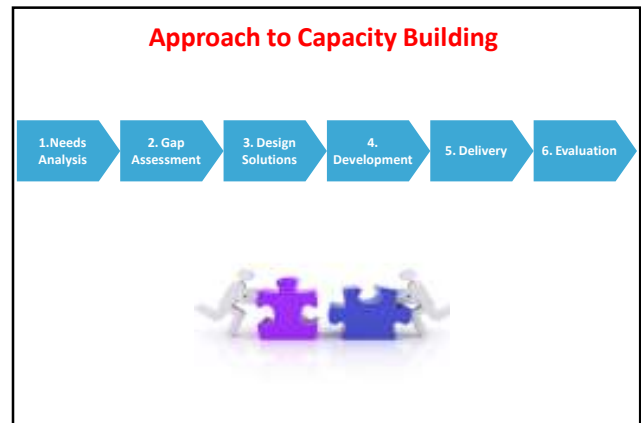 Approach to Capacity Building
1.Needs
Analysis
2. Gap
Assessment
3. Design
Solutions
4.
Development
5. Delivery
6. Evaluation